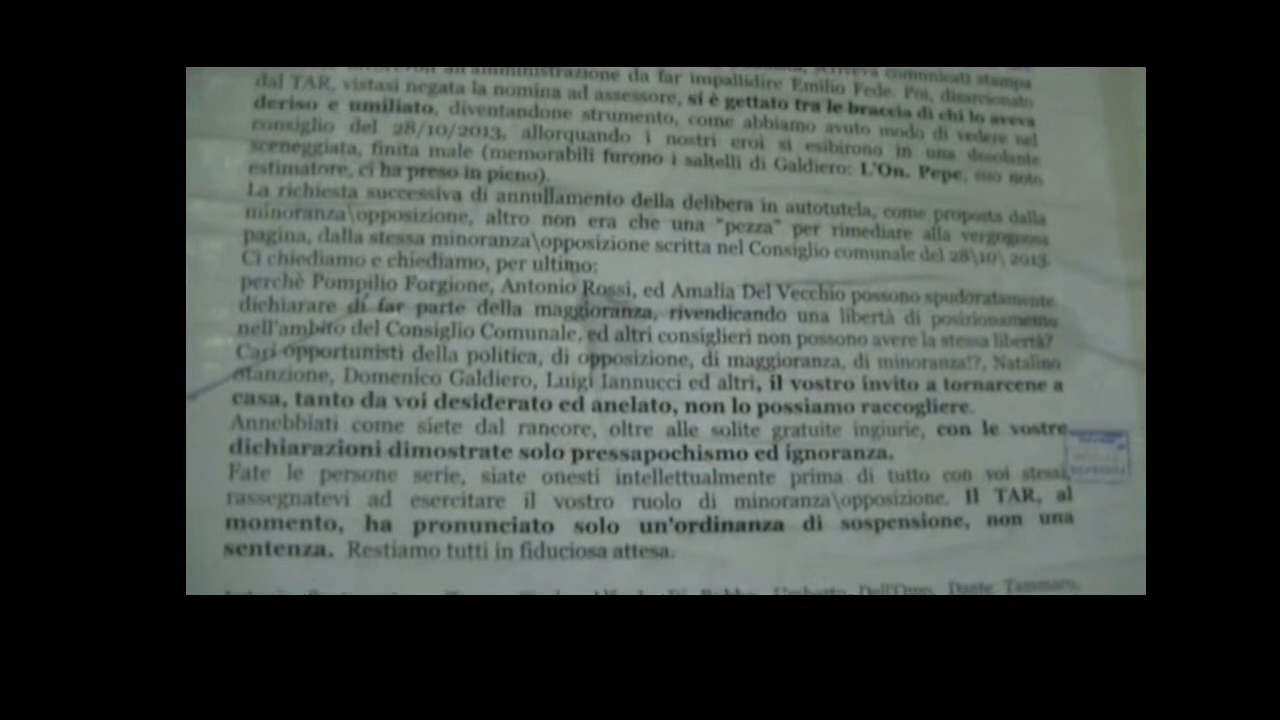 all'amministrazione da far impallidire Emilio Fede. Poi, disarcionato
dal TAR, vistasi negata la nomina ad assessore, si è gettato tra le braccia di chi lo aveva
deriso e umiliato, diventandone strumento, come abbiamo avuto modo di vedere nel
consiglio del 28/10/2013, allorquando i nostri eroi si esibirono in una desolante
sceneggiata, finita male (memorabili furono i saltelli di Galdiero: L'On. Pepe, suo noto
estimatore, ci ha preso in pieno).
La richiesta successiva di annullamento della delibera in autotutela, come proposta dalla
minoranza\opposizione, altro non era che una "pezza" per rimediare alla vergognosa
pagina, dalla stessa minoranza\opposizione scritta nel Consiglio comunale del 28\10\ 2013.
Ci chiediamo e chiediamo, per ultimo:
perchè Pompilio Forgione, Antonio Rossi, ed Amalia Del Vecchio possono spudoratamente
dichiarare di far parte della maggioranza, rivendicando una libertà di posizionamento
nell'ambito del Consiglio Comunale, ed altri consiglieri non possono avere la stessa libertà?
Cari opportunisti della politica, di opposizione, di maggioranza, di minoranza!?, Natalino
Stanzione, Domenico Galdiero, Luigi Iannucci ed altri, il vostro invito a tornarcene a
casa, tanto da voi desiderato ed anelato, non lo possiamo raccogliere.
Annebbiati come siete dal rancore, oltre alle solite gratuite ingiurie, con le vostre
dichiarazioni dimostrate solo pressapochismo ed ignoranza.
Fate le persone serie, siate onesti intellettualmente prima di tutto con voi stessi,
rassegnatevi ad esercitare il vostro ruolo di minoranza\opposizione. Il TAR, al
momento, ha pronunciato solo un'ordinanza di sospensione, non una
sentenza. Restiamo tutti in fiduciosa attesa.
Dante Tammaro,